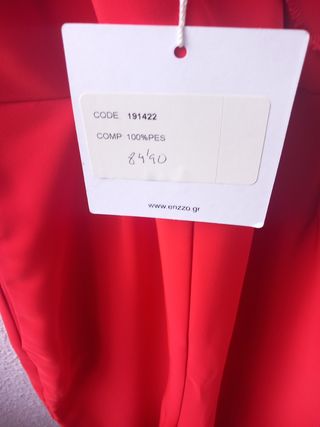 CODE 191422
COMP 100%PES
84'90
www.enzzo.gr